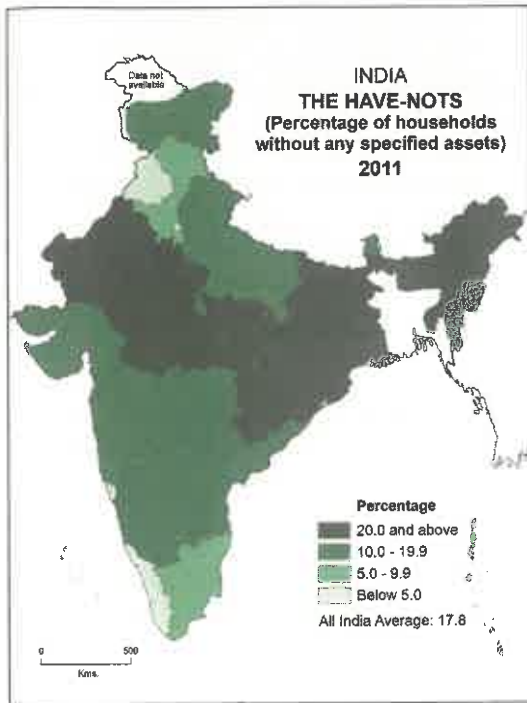 Data not
available
INDIA
THE HAVE-NOTS
(Percentage of households
without any specified assets)
2011
Percentage
20.0 and above
10.0 - 19.9
5.0 - 9.9
Below 5.0
All India Average: 17.8
0 500
Kms.